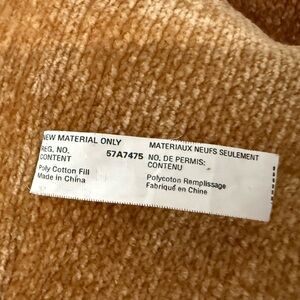 NEW MATERIAL ONLY
REG. NO. 57A7475
CONTENT
Poly Cotton Fill
Made in China
MATERIAUX NEUFS SEULEMENT
NO. DE PERMIS:
CONTENU
Polycoton Remplissage
Fabriqué en Chine